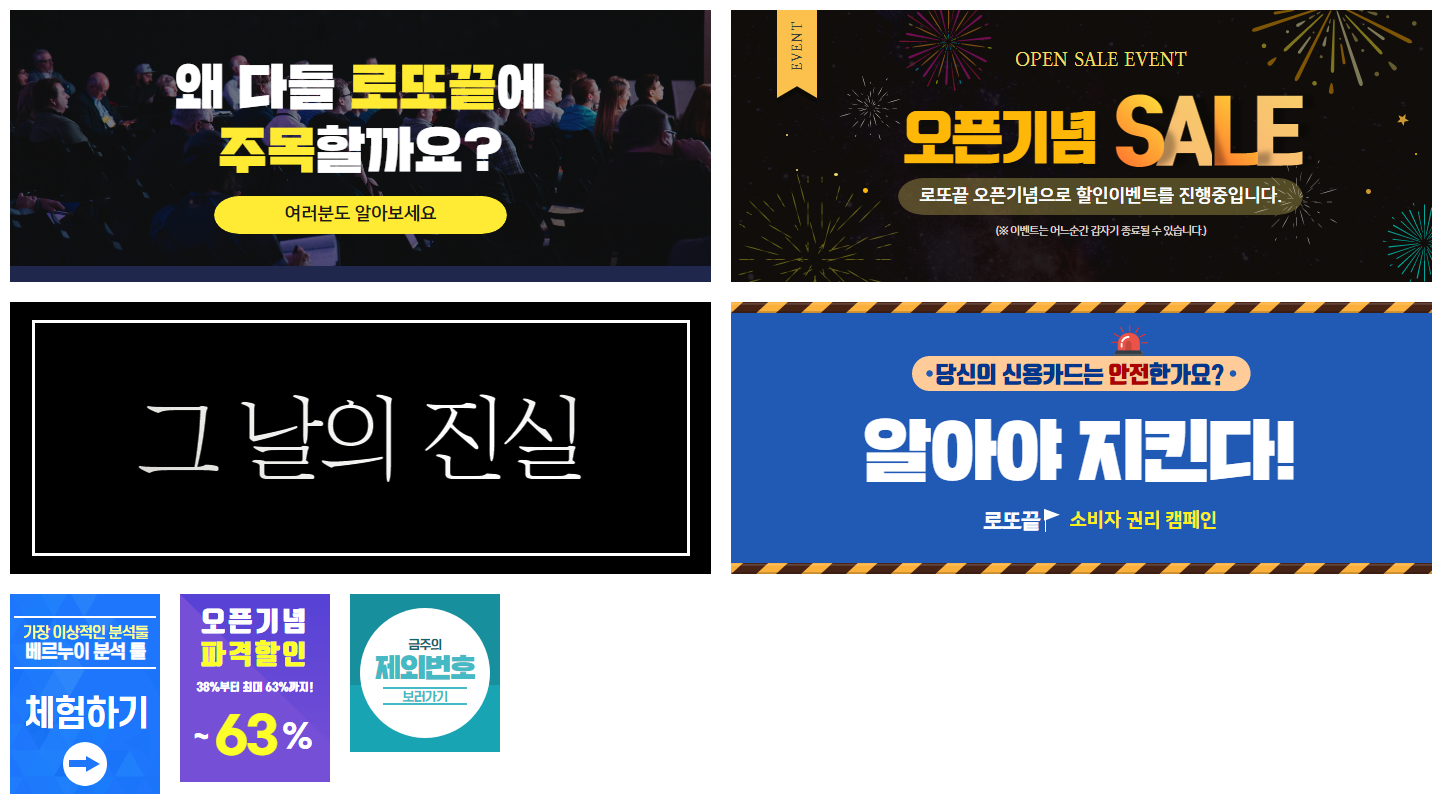 왜 다들 로또끝에
주목할까요?
여러분도 알아보세요
EVENT
OPEN SALE EVENT
오픈기념 SALE
로또끝 오픈기념으로 할인이벤트를 진행중입니다.
(※ 이벤트는 어느순간 갑자기 종료될 수 있습니다.)
그 날의 진실
당신의 신용카드는 안전한가요?
알아야 지킨다!
로또끝 소비자 권리 캠페인
가장 이상적인 분석툴
베르누이 분석 툴
체험하기
오픈기념
파격할인
38%부터 최대 63%까지!
~63%
금주의
제외번호
보러가기